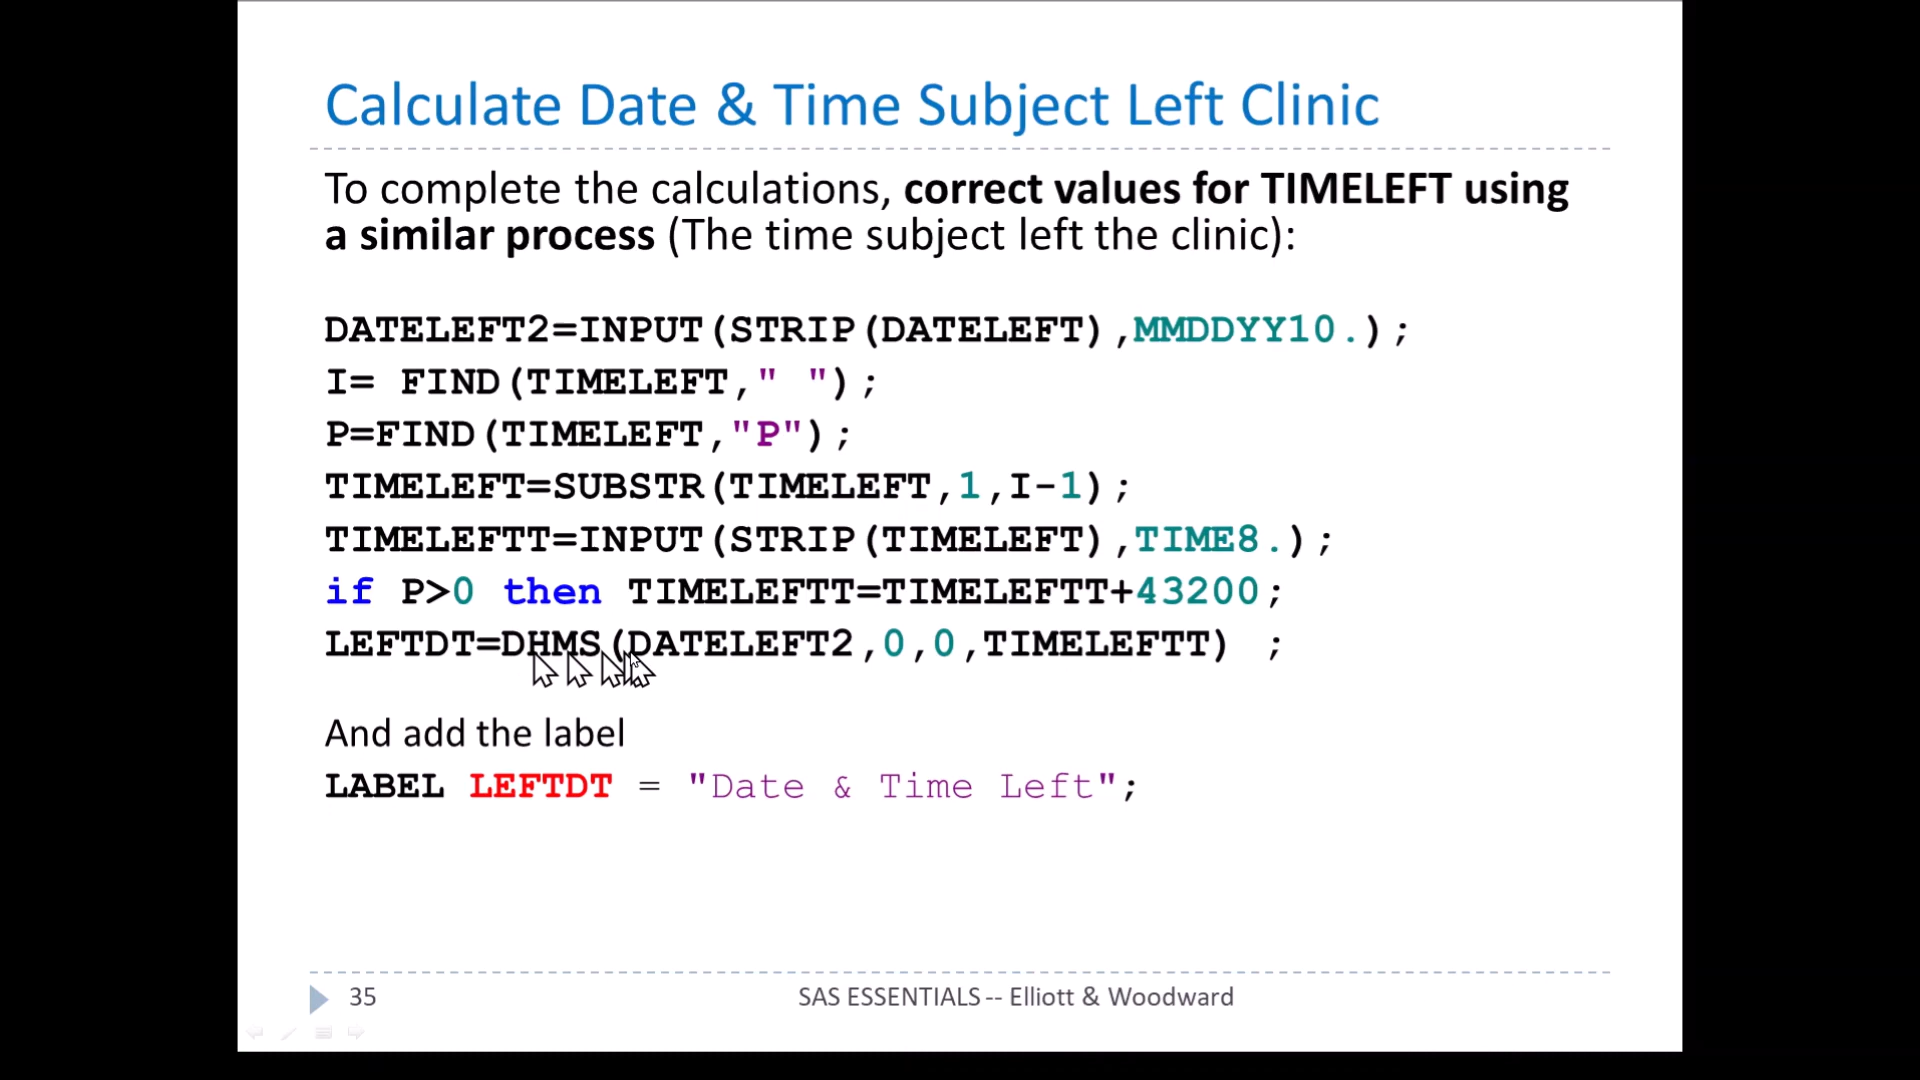 Calculate Date & Time Subject Left Clinic
To complete the calculations, correct values for TIMELEFT using
a similar process (The time subject left the clinic):
DATELEFT2=INPUT(STRIP(DATELEFT),MMDDYY10.);
I= FIND(TIMELEFT," ");
P=FIND(TIMELEFT,"P");
TIMELEFT=SUBSTR(TIMELEFT,1,I-1);
TIMELEFTT=INPUT(STRIP(TIMELEFT),TIME8.);
if P>0 then TIMELEFTT=TIMELEFTT+43200;
LEFTDT=DHMS(DATELEFT2,0,0,TIMELEFTT) ;
And add the label
LABEL LEFTDT = "Date & Time Left";
35
SAS ESSENTIALS -- Elliott & Woodward